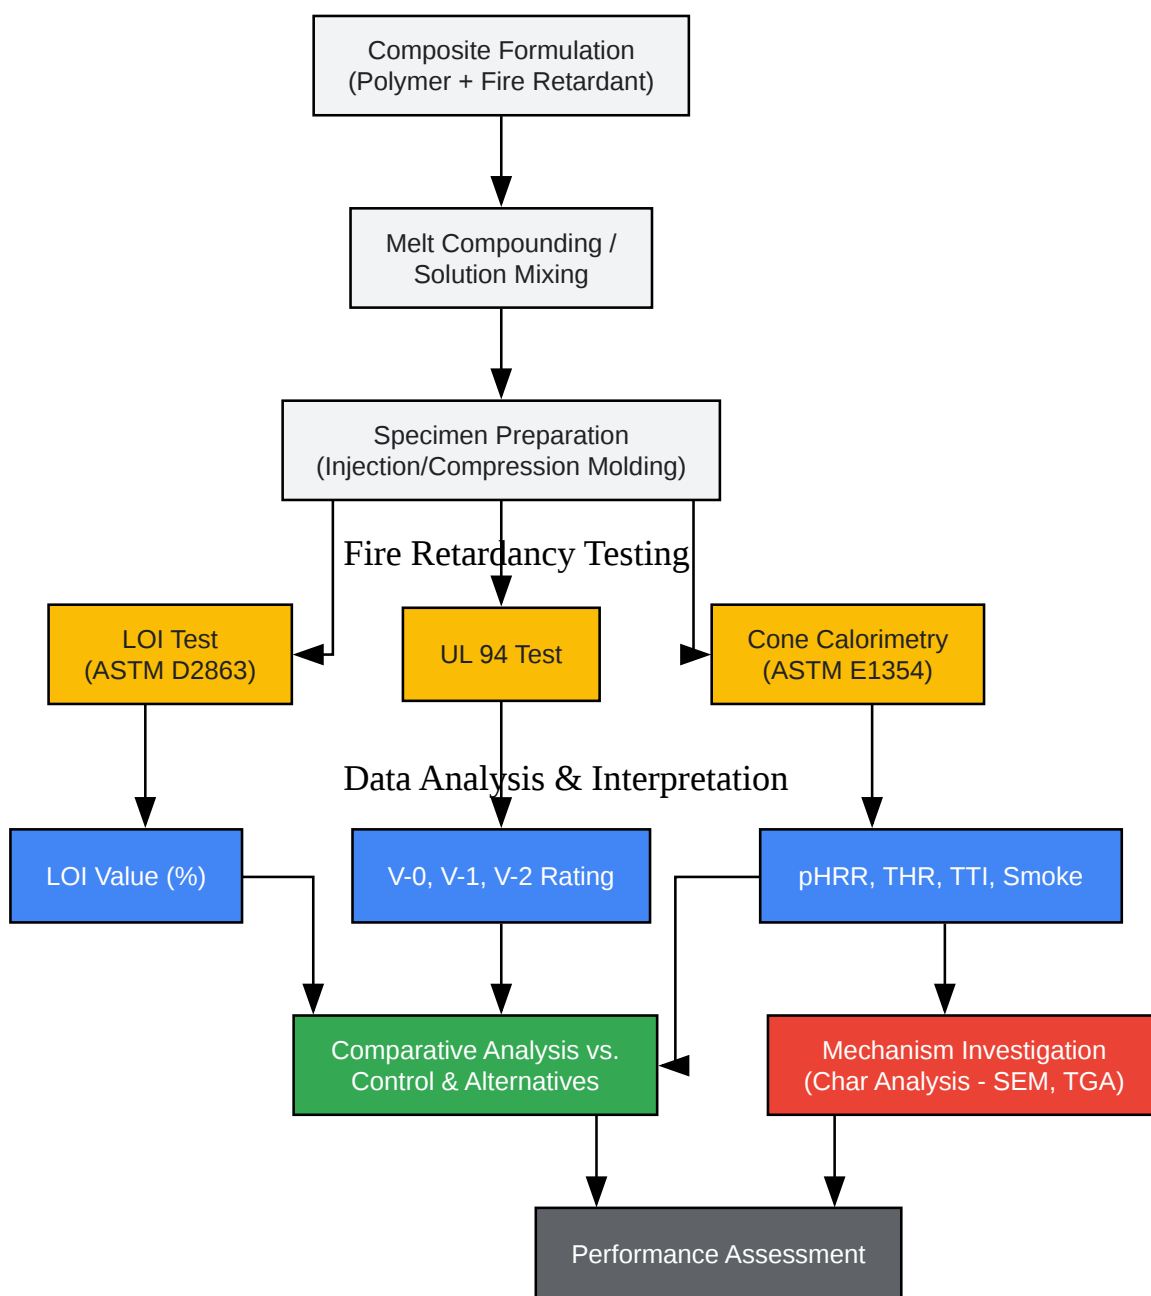 Composite Formulation
(Polymer + Fire Retardant)
Melt Compounding /
Solution Mixing
Specimen Preparation
(Injection/Compression Molding)
Fire Retardancy Testing
LOI Test
(ASTM D2863)
UL 94 Test
Cone Calorimetry
(ASTM E1354)
Data Analysis & Interpretation
LOI Value (%)
V-0, V-1, V-2 Rating
pHRR, THR, TTI, Smoke
Comparative Analysis vs.
Control & Alternatives
Mechanism Investigation
(Char Analysis - SEM, TGA)
Performance Assessment